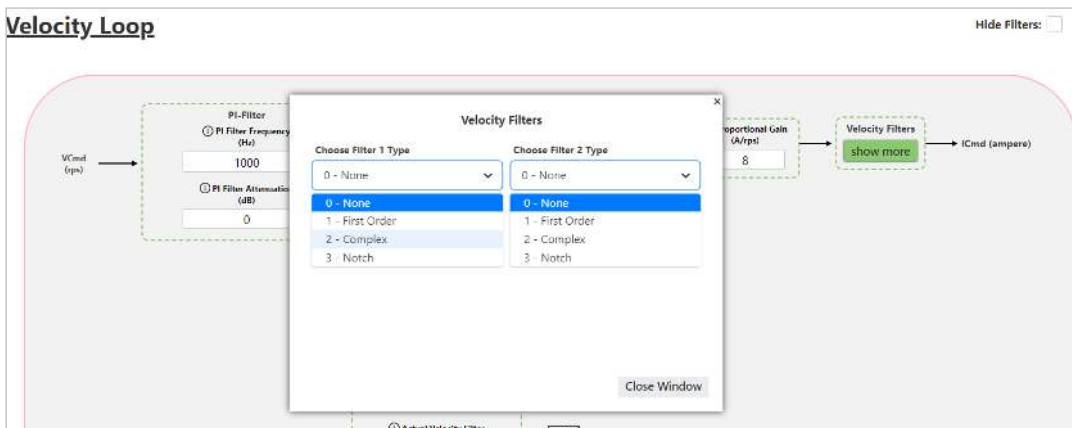 Velocity Loop
Hide Filters:
PI-Filter
PI Filter Frequency
(Hz)
1000
PI Filter Attenuatio
(dB)
0
VCmd
(rps)
×
Velocity Filters
Choose Filter 1 Type
Choose Filter 2 Type
0 - None
0 - None
0 - None
1 - First Order
2 - Complex
3 - Notch
0 - None
1 - First Order
2 - Complex
3 - Notch
Close Window
oportional Gain
(A/rps)
8
Velocity Filters
show more
ICmd (ampere)